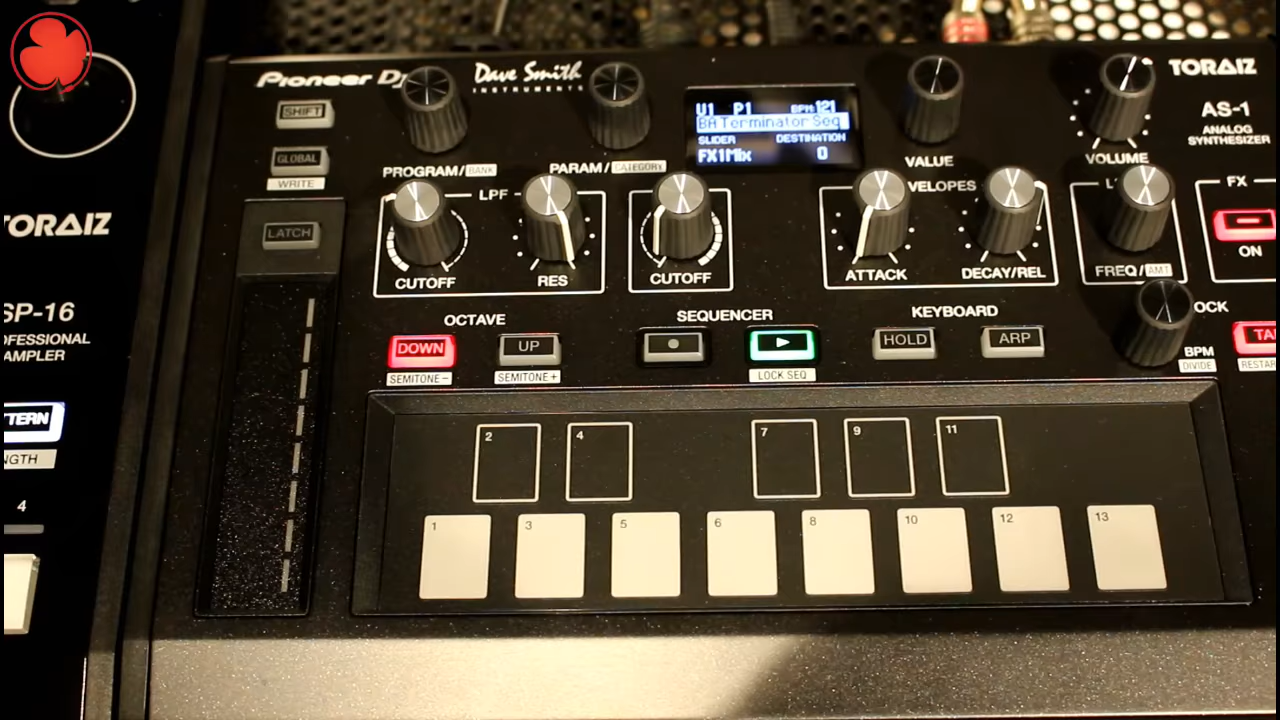 Pioneer Dj
Dave Smith
INSTRUMENTS
TORAIZ
AS-1
ANALOG
SYNTHESIZER
SHIFT
GLOBAL
WRITE
LATCH
PROGRAM/BANK
PARAM/CATEGORY
U1 P1 BPM:121
BA Terminator Seq
SLIDER DESTINATION
FX1Mix 0
VALUE
VOLUME
LPF
CUTOFF
RES
CUTOFF
VELOPES
ATTACK
DECAY/REL
FREQ/AMT
FX
ON
OCTAVE
DOWN
UP
SEMITONE−
SEMITONE+
SEQUENCER
LOCK SEQ
KEYBOARD
HOLD
ARP
OCK
BPM
DIVIDE
TA
RESTAR
2 4 7 9 11
1 3 5 6 8 10 12 13
TORAIZ
SP-16
OFESSIONAL
AMPLER
TTERN
NGTH
4